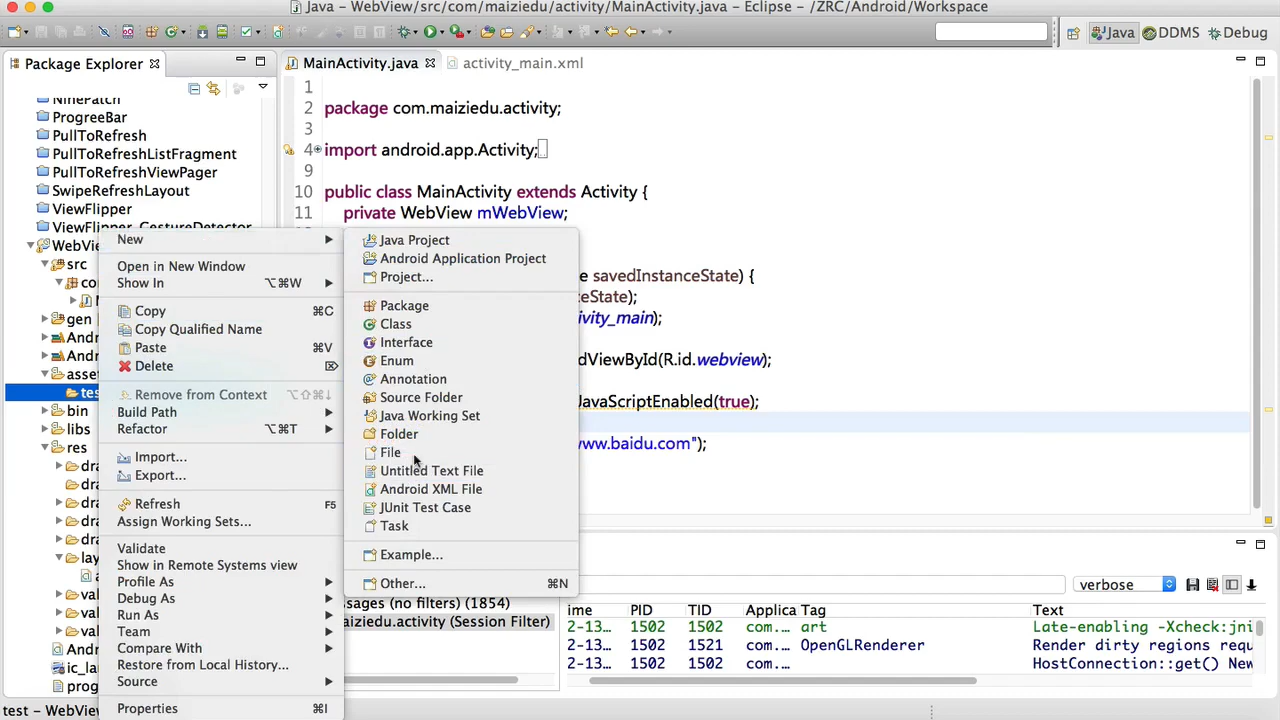 Java – WebView/src/com/maiziedu/activity/MainActivity.java – Eclipse – /ZRC/Android/Workspace
Java
DDMS
Debug
Package Explorer
MainActivity.java
activity_main.xml
NinePatch
ProgreeBar
PullToRefresh
PullToRefreshListFragment
PullToRefreshViewPager
SwipeRefreshLayout
ViewFlipper
ViewFlipper_GestureDetector
WebView
src
gen
bin
libs
res
test – WebView
1
2 package com.maiziedu.activity;
3
4 import android.app.Activity;
9
10 public class MainActivity extends Activity {
11 private WebView mWebView;
savedInstanceState) {
ivity_main);
dViewById(R.id.webview);
JavaScriptEnabled(true);
www.baidu.com");
New
Open in New Window
Show In ⌥⌘W
Copy ⌘C
Copy Qualified Name
Paste ⌘V
Delete ⌦
Remove from Context ⌥⇧⌘↓
Build Path
Refactor ⌥⌘T
Import...
Export...
Refresh F5
Assign Working Sets...
Validate
Show in Remote Systems view
Profile As
Debug As
Run As
Team
Compare With
Restore from Local History...
Source
Properties ⌘I
Java Project
Android Application Project
Project...
Package
Class
Interface
Enum
Annotation
Source Folder
Java Working Set
Folder
File
Untitled Text File
Android XML File
JUnit Test Case
Task
Example...
Other... ⌘N
verbose
ssages (no filters) (1854)
maiziedu.activity (Session Filter)
ime PID TID Applica Tag Text
2-13... 1502 1502 com.... art Late-enabling -Xcheck:jni
2-13... 1502 1521 com.... OpenGLRenderer Render dirty regions requ
2-13... 1502 1502 com.... HostConnection::get() New